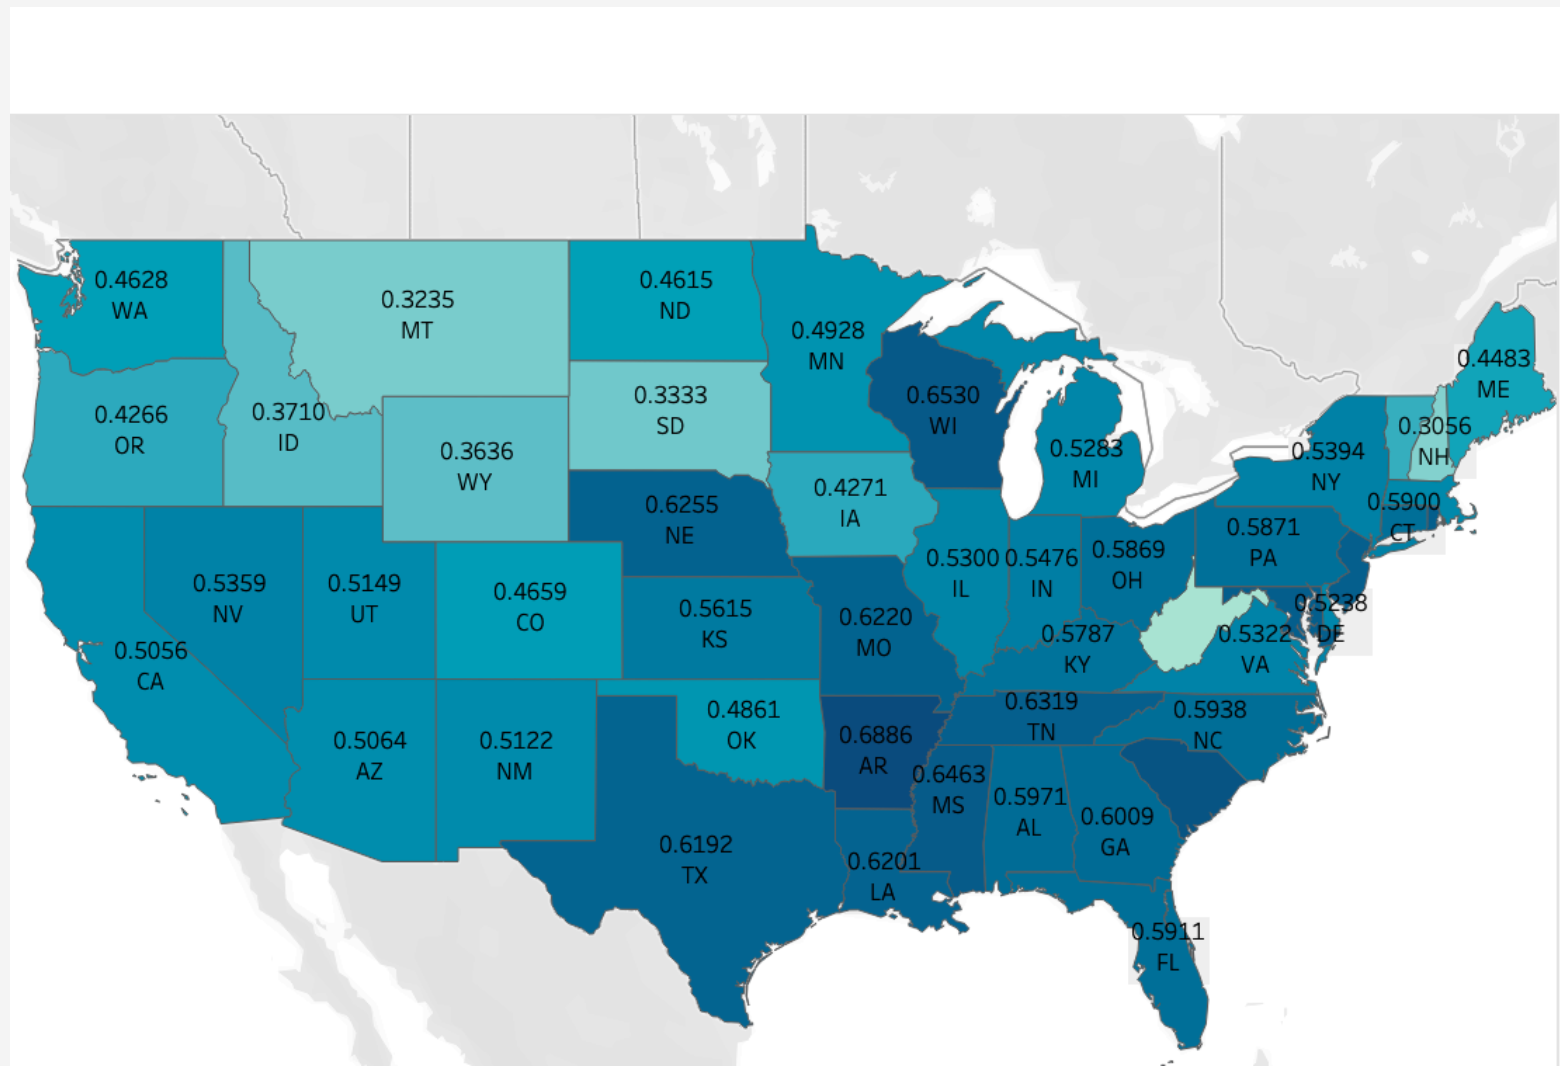 0.4628
WA
0.3235
MT
0.4615
ND
0.4928
MN
0.4483
ME
0.4266
OR
0.3710
ID
0.3636
WY
0.3333
SD
0.6530
WI
0.5283
MI
0.5394
NY
0.3056
NH
0.6255
NE
0.4271
IA
0.5900
CT
0.5359
NV
0.5149
UT
0.4659
CO
0.5615
KS
0.6220
MO
0.5300
IL
0.5476
IN
0.5869
OH
0.5871
PA
0.5238
DE
0.5056
CA
0.5787
KY
0.5322
VA
0.5064
AZ
0.5122
NM
0.4861
OK
0.6886
AR
0.6319
TN
0.5938
NC
0.6192
TX
0.6201
LA
0.6463
MS
0.5971
AL
0.6009
GA
0.5911
FL